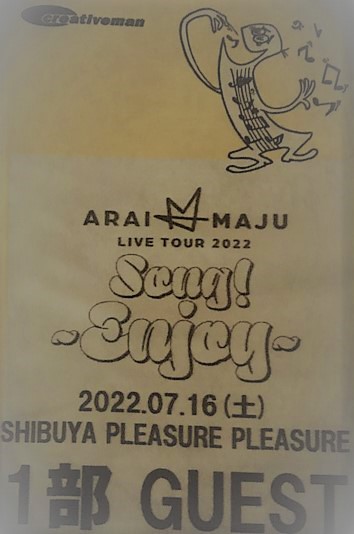 creativeman
ARAI MAJU
LIVE TOUR 2022
Song!
~Enjoy~
2022.07.16(土)
SHIBUYA PLEASURE PLEASURE
1部 GUEST